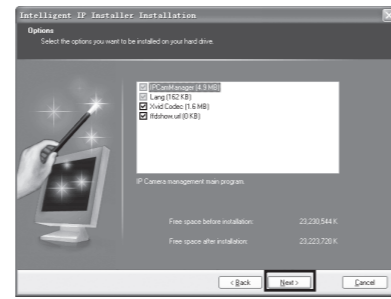 Intelligent IP Installer Installation
Options
Select the options you want to be installed on your hard drive.
IPCamManager (4.9 MB)
Lang (162 KB)
Xvid Codec (1.6 MB)
ffdshow.url (0 KB)
IP Camera management main program.
Free space before installation: 23,230,544 K
Free space after installation: 23,223,720 K
< Back
Next >
Cancel